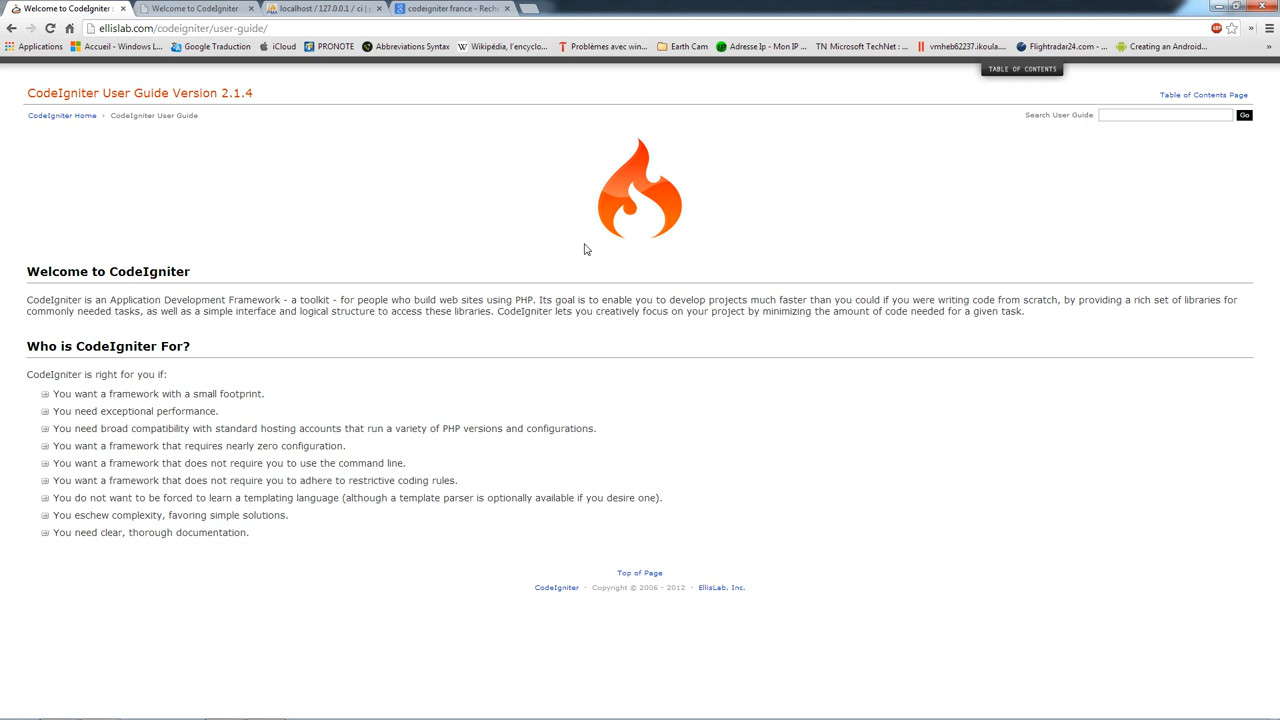 Welcome to CodeIgniter :
Welcome to CodeIgniter
localhost / 127.0.0.1 / ci | p
codeigniter france - Rech
ellislab.com/codeigniter/user-guide/
Applications
Accueil - Windows L...
Google Traduction
iCloud
PRONOTE
Abbreviations Syntax
Wikipédia, l'encyclo...
Problèmes avec win...
Earth Cam
Adresse Ip - Mon IP ...
TN Microsoft TechNet : ...
vmheb62237.ikoula....
Flightradar24.com - ...
Creating an Android...
TABLE OF CONTENTS
CodeIgniter User Guide Version 2.1.4
Table of Contents Page
CodeIgniter Home › CodeIgniter User Guide
Search User Guide
Go
Welcome to CodeIgniter
CodeIgniter is an Application Development Framework - a toolkit - for people who build web sites using PHP. Its goal is to enable you to develop projects much faster than you could if you were writing code from scratch, by providing a rich set of libraries for
commonly needed tasks, as well as a simple interface and logical structure to access these libraries. CodeIgniter lets you creatively focus on your project by minimizing the amount of code needed for a given task.
Who is CodeIgniter For?
CodeIgniter is right for you if:
You want a framework with a small footprint.
You need exceptional performance.
You need broad compatibility with standard hosting accounts that run a variety of PHP versions and configurations.
You want a framework that requires nearly zero configuration.
You want a framework that does not require you to use the command line.
You want a framework that does not require you to adhere to restrictive coding rules.
You do not want to be forced to learn a templating language (although a template parser is optionally available if you desire one).
You eschew complexity, favoring simple solutions.
You need clear, thorough documentation.
Top of Page
CodeIgniter · Copyright © 2006 - 2012 · EllisLab, Inc.